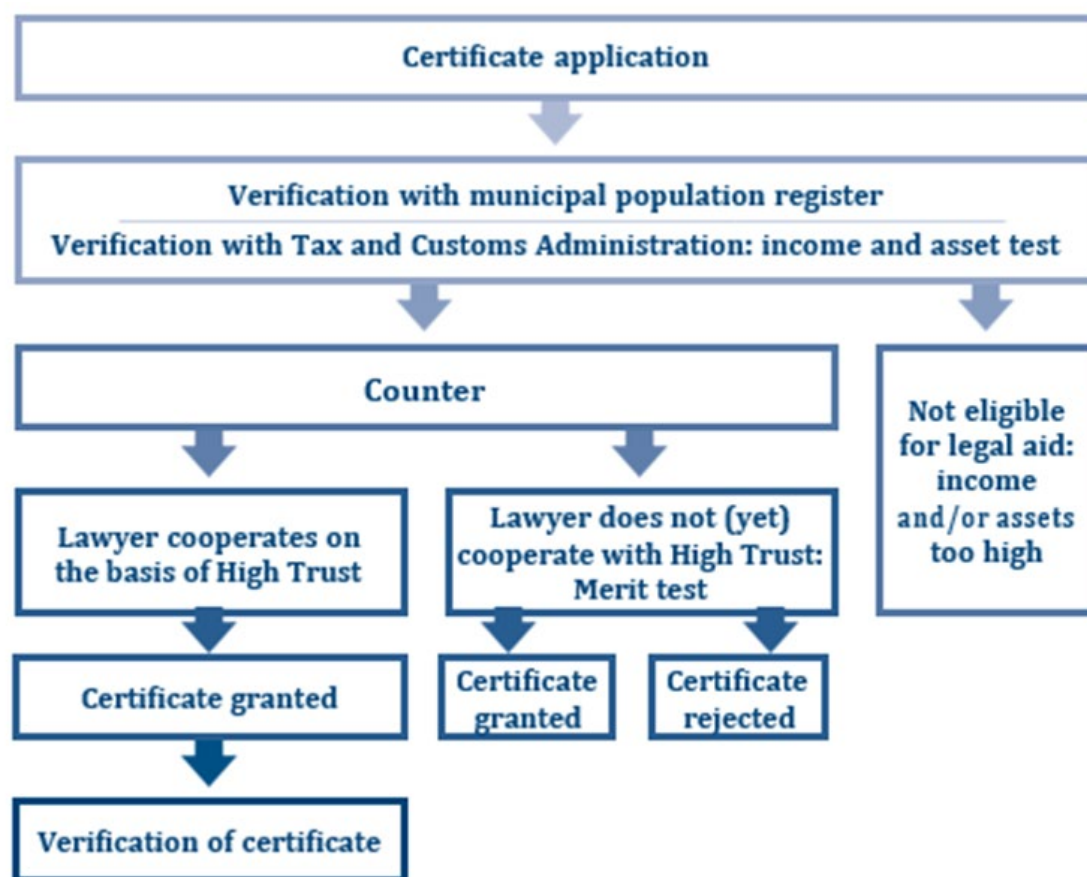 Certificate application
Verification with municipal population register
Verification with Tax and Customs Administration: income and asset test
Counter
Not eligible
for legal aid:
income
and/or assets
too high
Lawyer cooperates on
the basis of High Trust
Lawyer does not (yet)
cooperate with High Trust:
Merit test
Certificate granted
Certificate
granted
Certificate
rejected
Verification of certificate